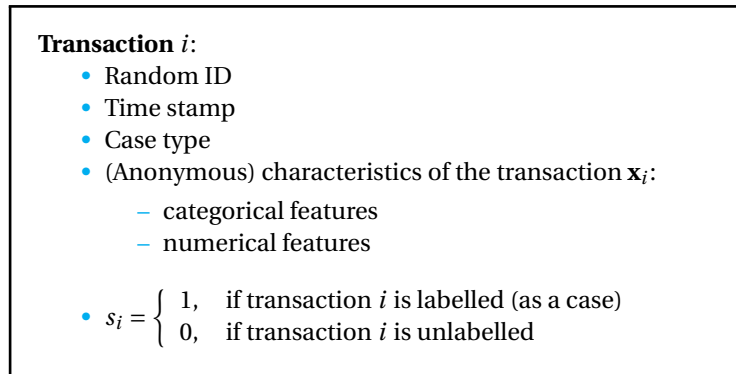 Transaction i:
• Random ID
• Time stamp
• Case type
• (Anonymous) characteristics of the transaction x_i:
– categorical features
– numerical features
• s_i = { 1, if transaction i is labelled (as a case)
0, if transaction i is unlabelled